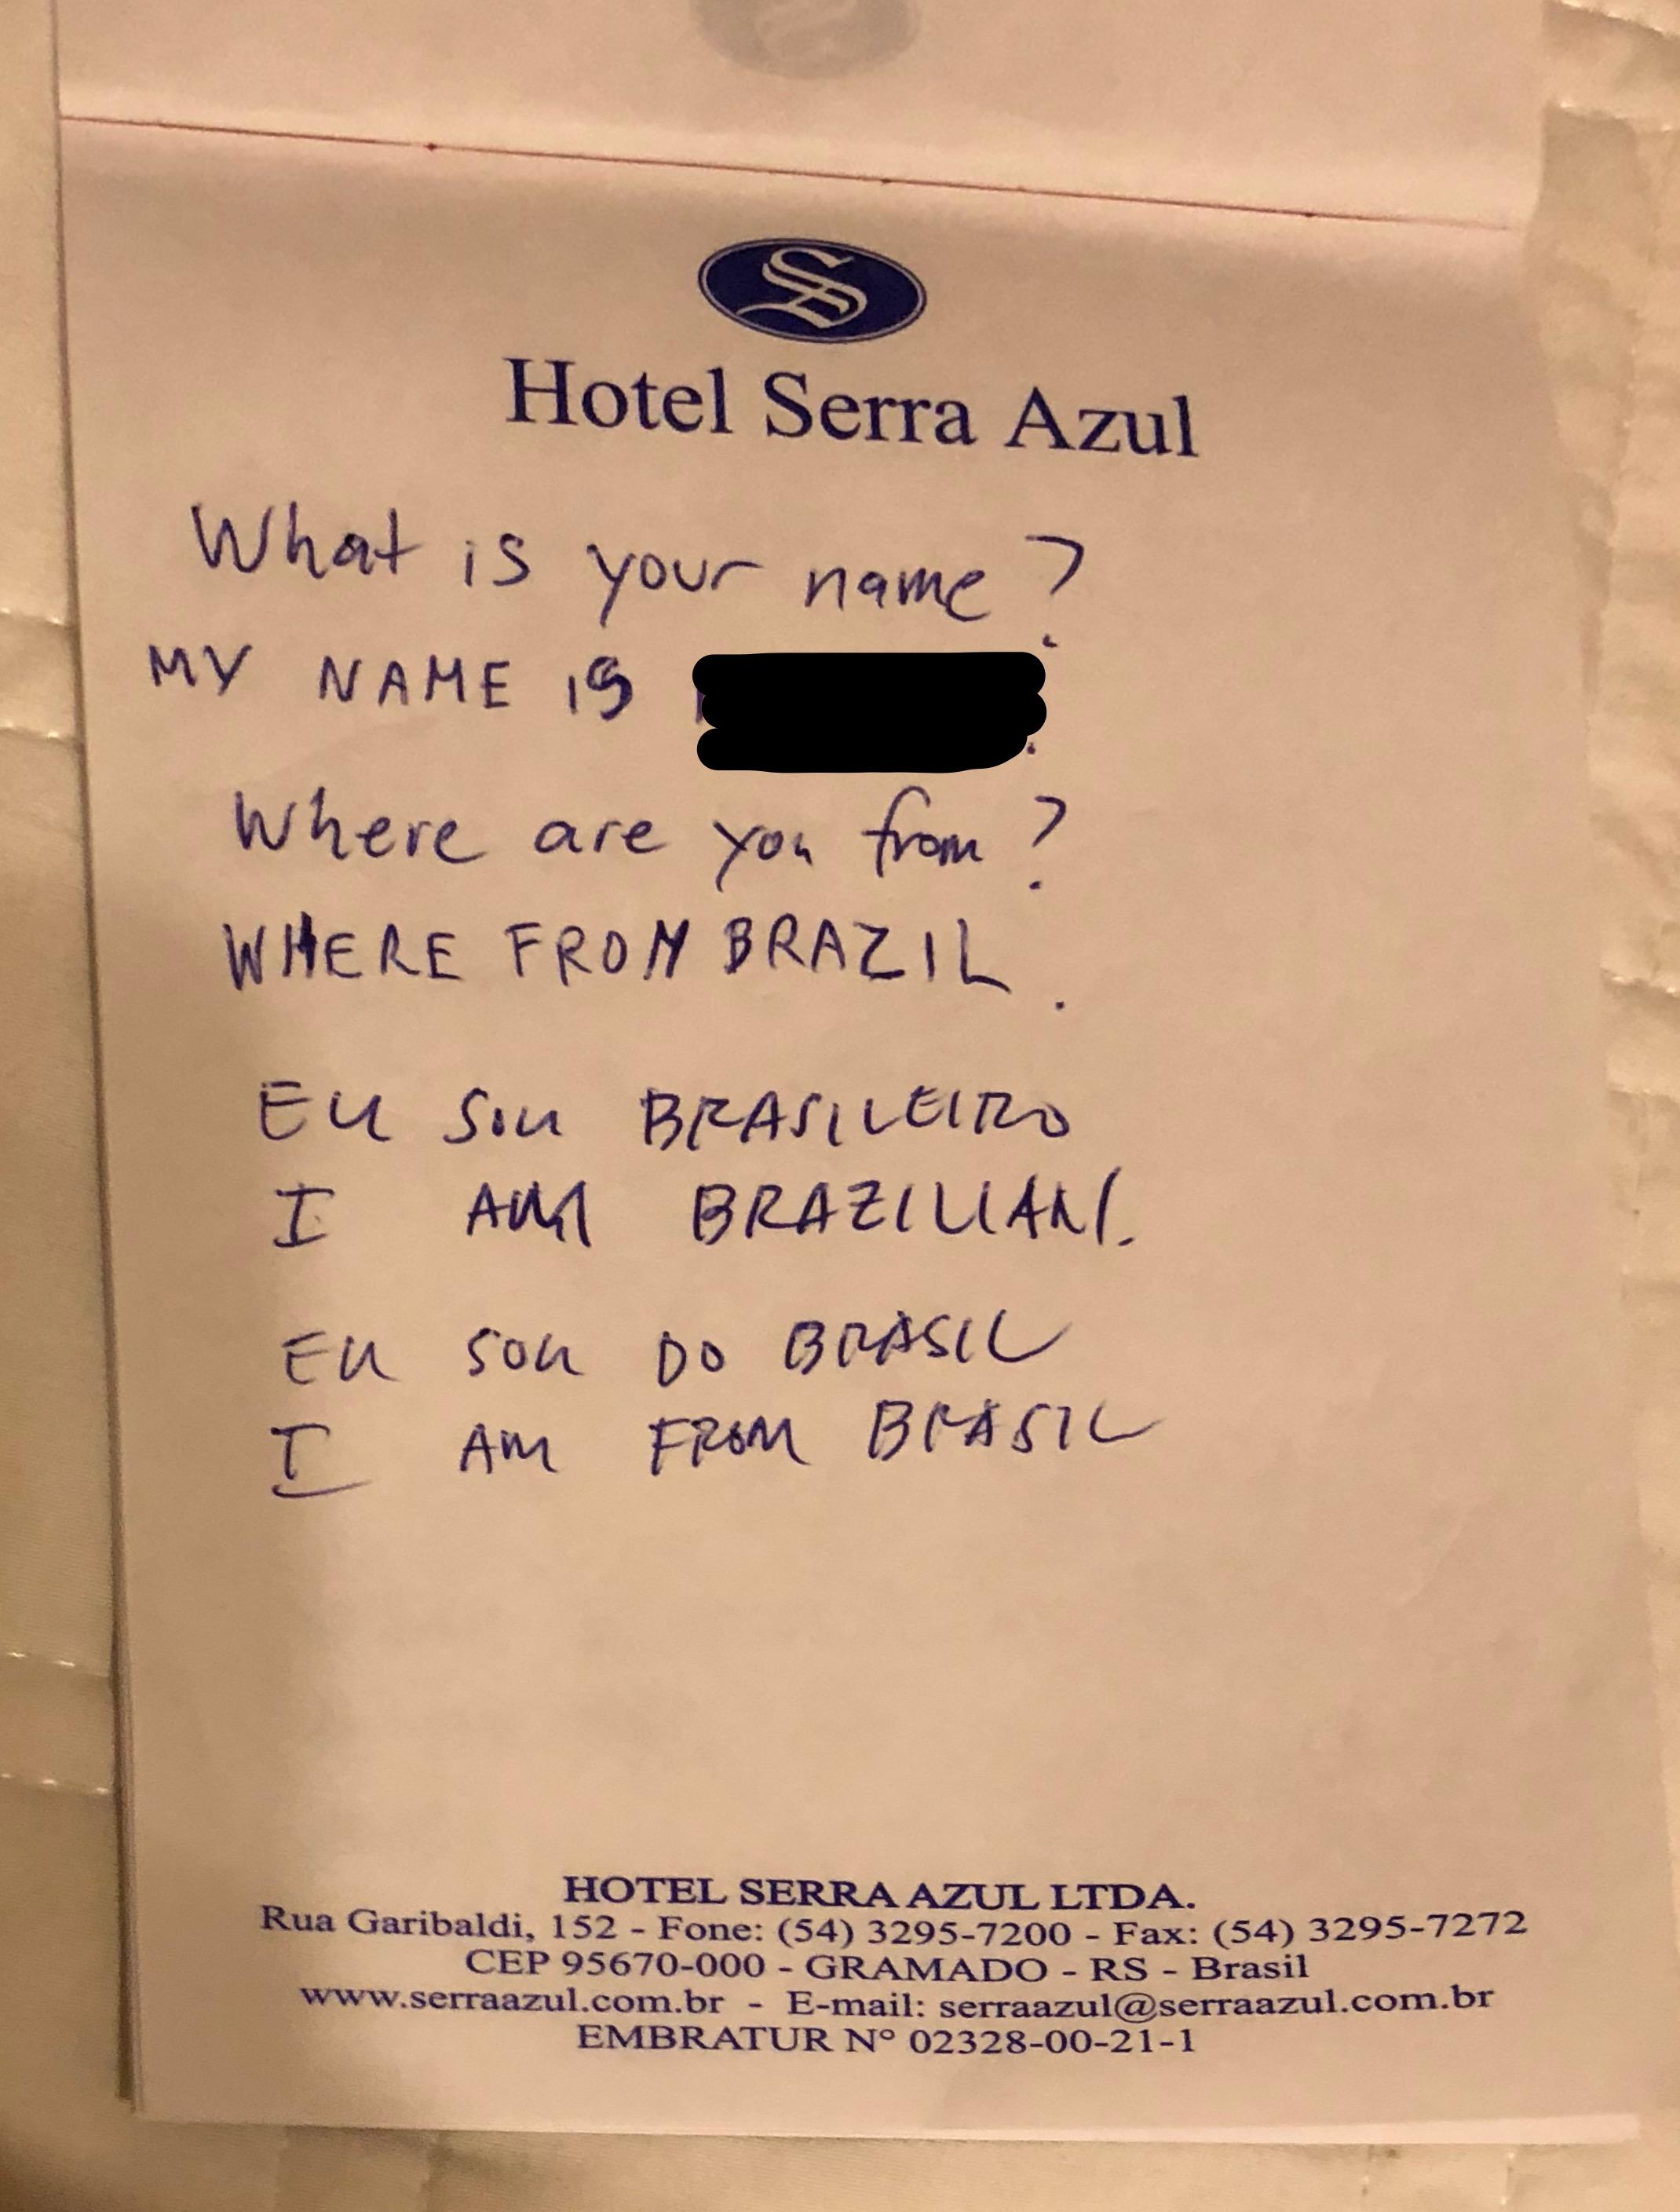 S
Hotel Serra Azul
What is your name?
MY NAME IS
Where are you from?
WHERE FROM BRAZIL.
EU SOU BRASILEIRO
I AM BRAZILIAN.
EU SOU DO BRASIL
I AM FROM BRASIL
HOTEL SERRA AZUL LTDA.
Rua Garibaldi, 152 - Fone: (54) 3295-7200 - Fax: (54) 3295-7272
CEP 95670-000 - GRAMADO - RS - Brasil
www.serraazul.com.br - E-mail: serraazul@serraazul.com.br
EMBRATUR Nº 02328-00-21-1